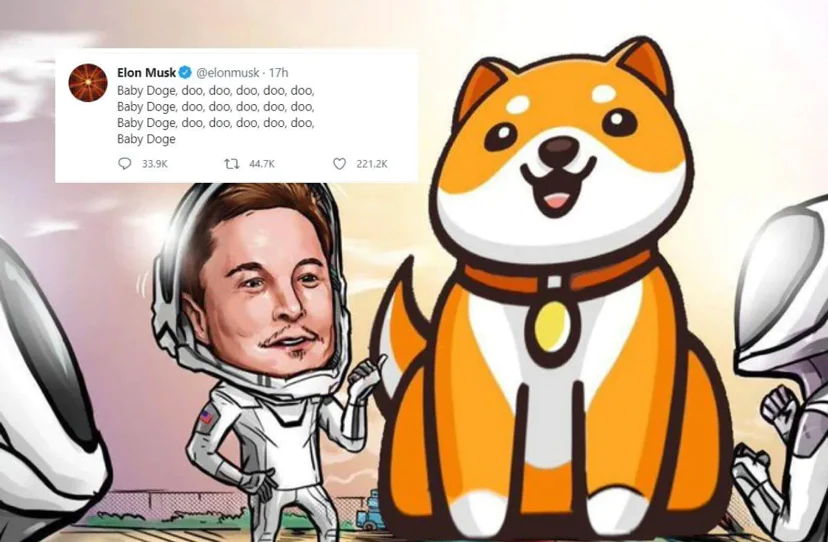 Elon Musk @elonmusk · 17h
Baby Doge, doo, doo, doo, doo, doo,
Baby Doge, doo, doo, doo, doo, doo,
Baby Doge, doo, doo, doo, doo, doo,
Baby Doge
33.9K 44.7K 221.2K